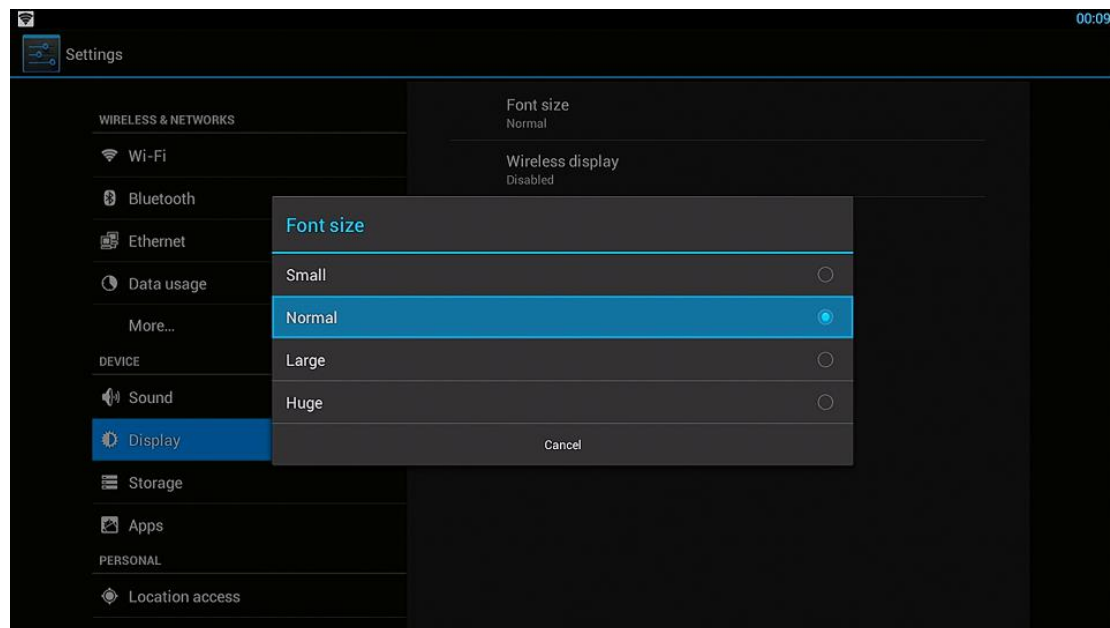 00:09
Settings
WIRELESS & NETWORKS
Wi-Fi
Bluetooth
Ethernet
Data usage
More...
DEVICE
Sound
Display
Storage
Apps
PERSONAL
Location access
Font size
Normal
Wireless display
Disabled
Font size
Small
Normal
Large
Huge
Cancel